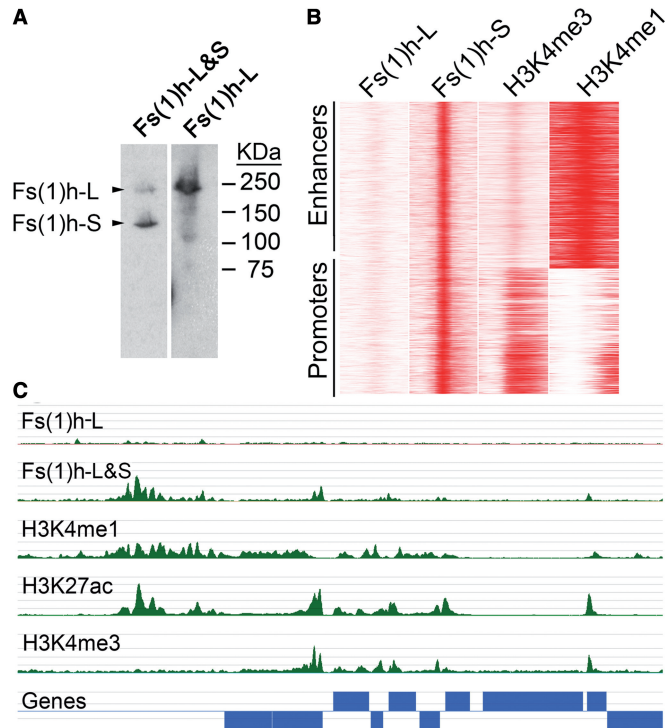 A
Fs(1)h-L&S
Fs(1)h-L
KDa
Fs(1)h-L
Fs(1)h-S
250
150
100
75
B
Fs(1)h-L
Fs(1)h-S
H3K4me3
H3K4me1
Enhancers
Promoters
C
Fs(1)h-L
Fs(1)h-L&S
H3K4me1
H3K27ac
H3K4me3
Genes